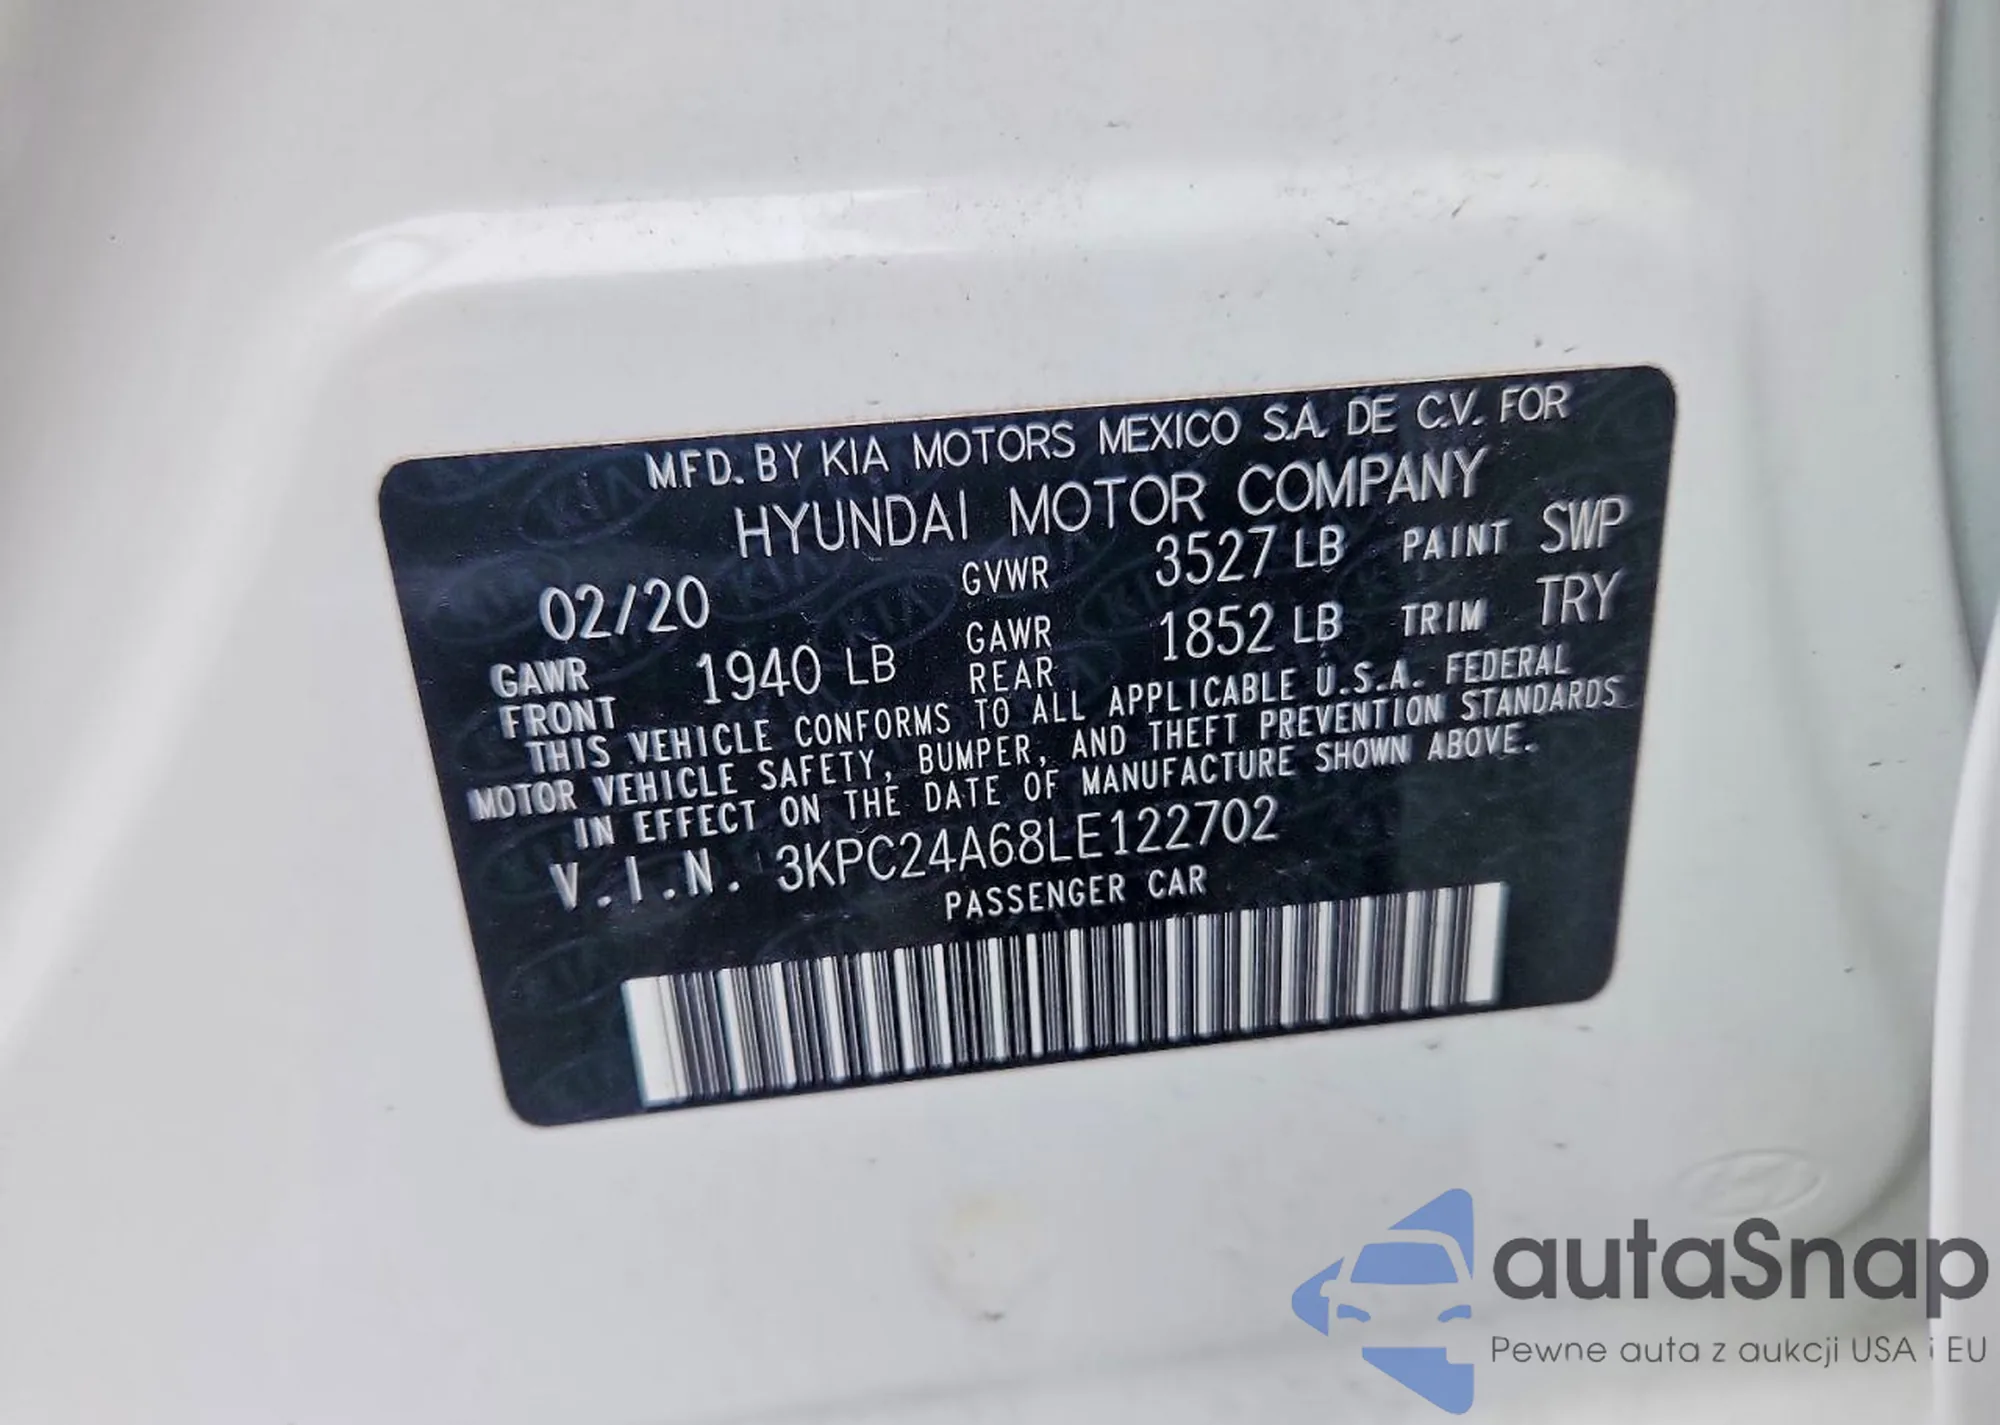 MFD. BY KIA MOTORS MEXICO S.A. DE C.V. FOR
HYUNDAI MOTOR COMPANY
02/20 GVWR 3527 LB PAINT SWP
GAWR FRONT 1940 LB GAWR REAR 1852 LB TRIM TRY
THIS VEHICLE CONFORMS TO ALL APPLICABLE U.S.A. FEDERAL
MOTOR VEHICLE SAFETY, BUMPER, AND THEFT PREVENTION STANDARDS
IN EFFECT ON THE DATE OF MANUFACTURE SHOWN ABOVE.
V.I.N. 3KPC24A68LE122702
PASSENGER CAR
autaSnap
Pewne auta z aukcji USA i EU